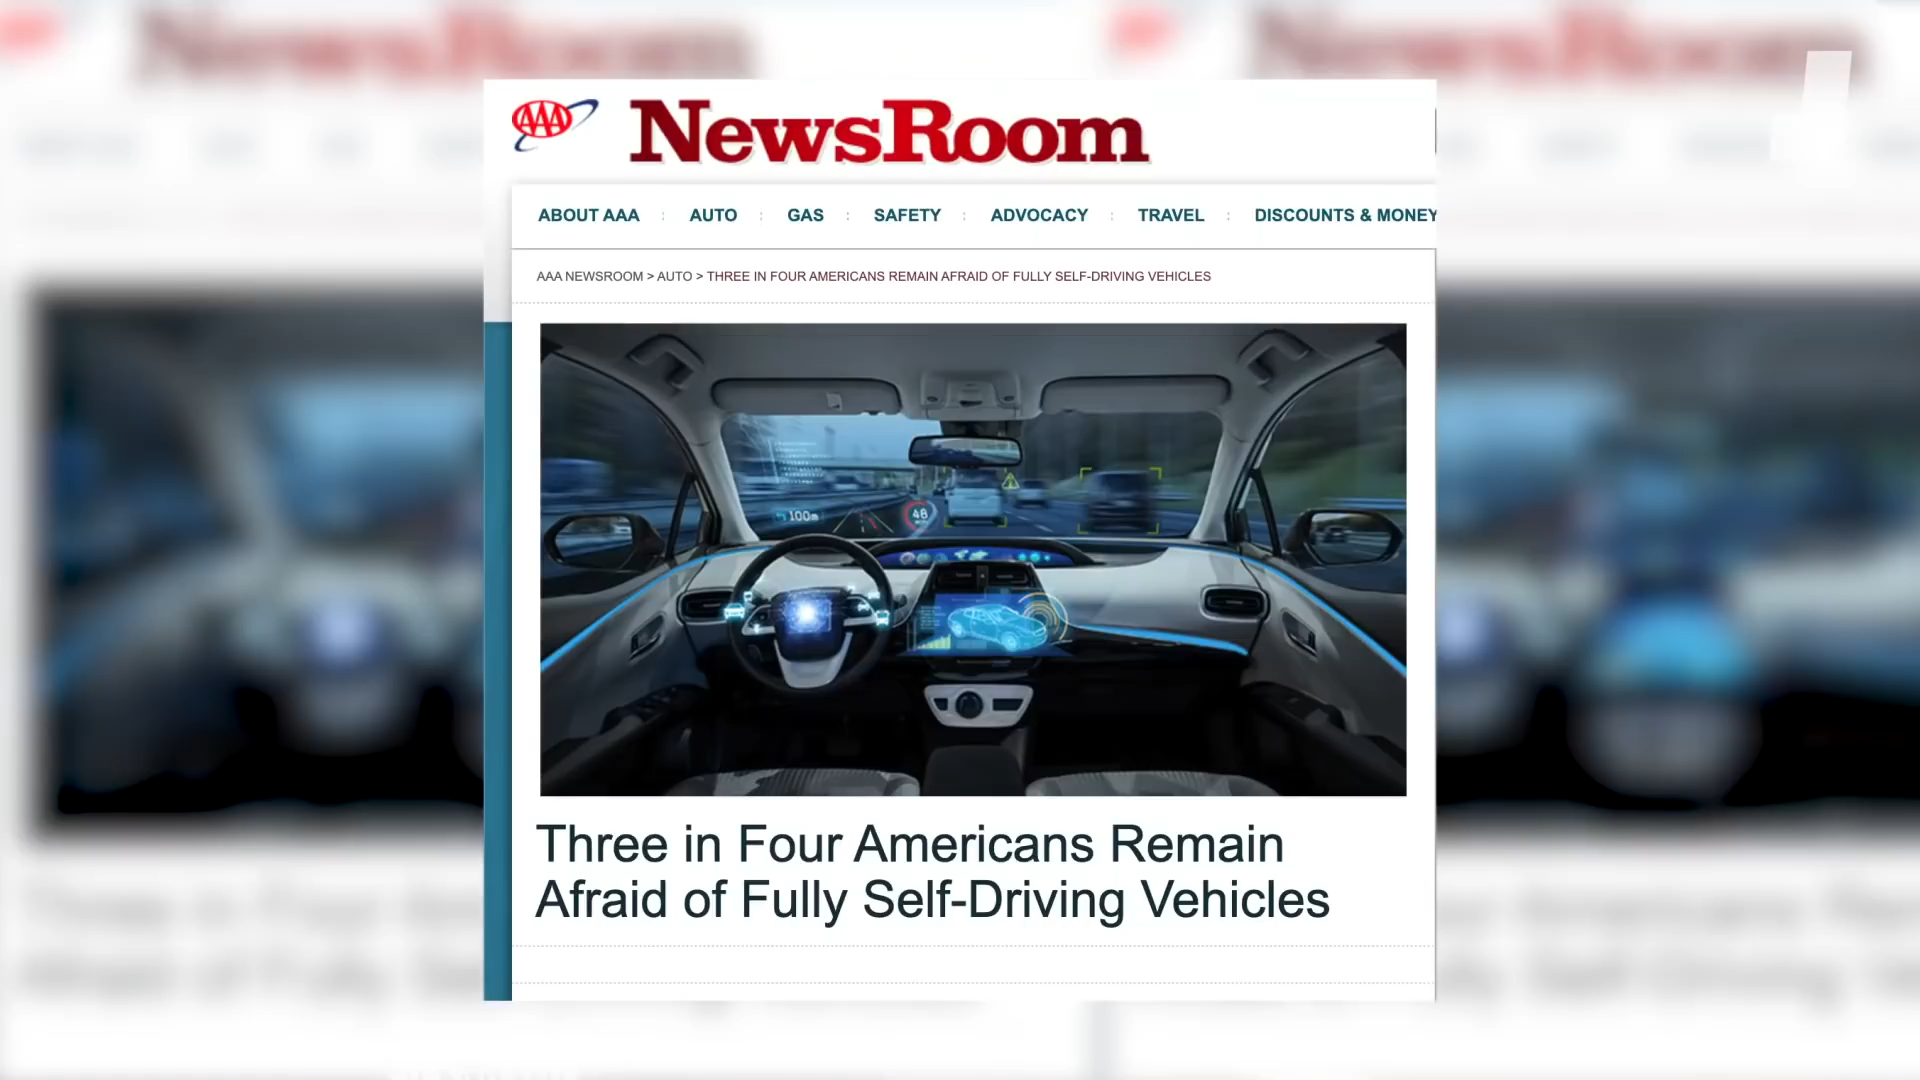 AAA
NewsRoom
ABOUT AAA : AUTO : GAS : SAFETY : ADVOCACY : TRAVEL : DISCOUNTS & MONEY
AAA NEWSROOM > AUTO > THREE IN FOUR AMERICANS REMAIN AFRAID OF FULLY SELF-DRIVING VEHICLES
100m
48
Three in Four Americans Remain
Afraid of Fully Self-Driving Vehicles